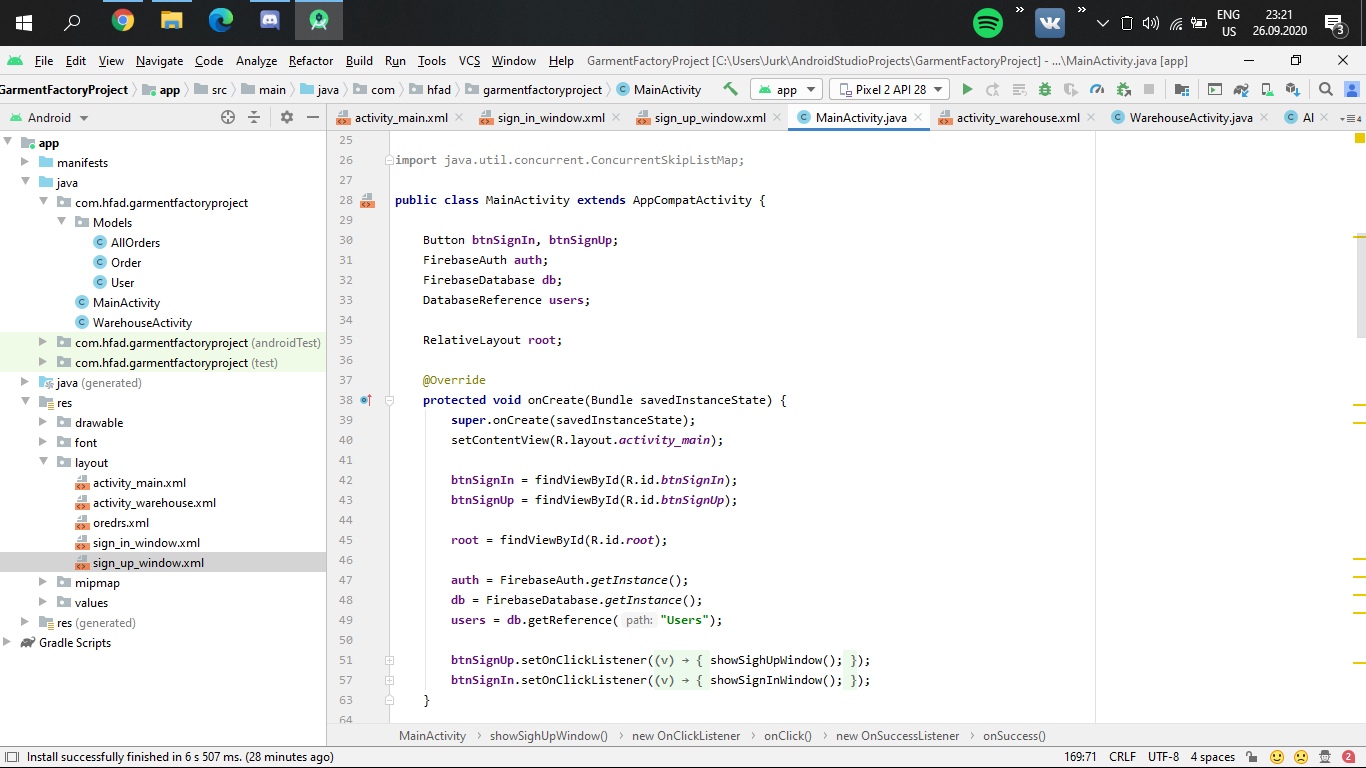 ENG
US
23:21
26.09.2020
3
File Edit View Navigate Code Analyze Refactor Build Run Tools VCS Window Help GarmentFactoryProject [C:\Users\Jurk\AndroidStudioProjects\GarmentFactoryProject] - ...\MainActivity.java [app]
GarmentFactoryProject app src main java com hfad garmentfactoryproject MainActivity app Pixel 2 API 28
Android activity_main.xml sign_in_window.xml sign_up_window.xml MainActivity.java activity_warehouse.xml WarehouseActivity.java Al 4
app
manifests
java
com.hfad.garmentfactoryproject
Models
AllOrders
Order
User
MainActivity
WarehouseActivity
com.hfad.garmentfactoryproject (androidTest)
com.hfad.garmentfactoryproject (test)
java (generated)
res
drawable
font
layout
activity_main.xml
activity_warehouse.xml
oredrs.xml
sign_in_window.xml
sign_up_window.xml
mipmap
values
res (generated)
Gradle Scripts
25
26 import java.util.concurrent.ConcurrentSkipListMap;
27
28 public class MainActivity extends AppCompatActivity {
29
30 Button btnSignIn, btnSignUp;
31 FirebaseAuth auth;
32 FirebaseDatabase db;
33 DatabaseReference users;
34
35 RelativeLayout root;
36
37 @Override
38 protected void onCreate(Bundle savedInstanceState) {
39 super.onCreate(savedInstanceState);
40 setContentView(R.layout.activity_main);
41
42 btnSignIn = findViewById(R.id.btnSignIn);
43 btnSignUp = findViewById(R.id.btnSignUp);
44
45 root = findViewById(R.id.root);
46
47 auth = FirebaseAuth.getInstance();
48 db = FirebaseDatabase.getInstance();
49 users = db.getReference( path: "Users");
50
51 btnSignUp.setOnClickListener((v) → { showSighUpWindow(); });
57 btnSignIn.setOnClickListener((v) → { showSignInWindow(); });
63 }
64
MainActivity showSighUpWindow() new OnClickListener onClick() new OnSuccessListener onSuccess()
Install successfully finished in 6 s 507 ms. (28 minutes ago) 169:71 CRLF UTF-8 4 spaces 2